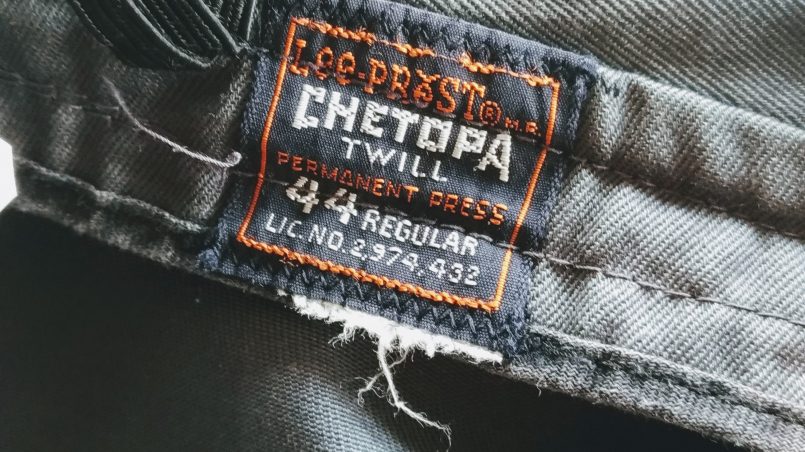 Lee-PReST® M.R.
CHETOPA
TWILL
PERMANENT PRESS
44 REGULAR
LIC. NO. 2,974,432